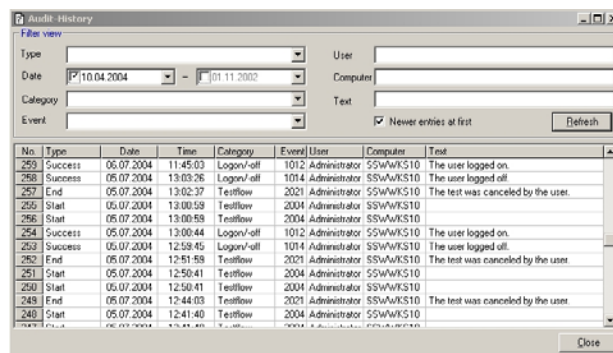 Audit-History
Filter view
Type User
Date 10.04.2004 - 01.11.2002 Computer
Category Text
Event Newer entries at first Refresh
No. Type Date Time Category Event User Computer Text
259 Success 06.07.2004 11:45:03 Logon/-off 1012 Administrator SSWWKS10 The user logged on.
258 Success 05.07.2004 13:03:26 Logon/-off 1014 Administrator SSWWKS10 The user logged off.
257 End 05.07.2004 13:02:37 Testflow 2021 Administrator SSWWKS10 The test was canceled by the user.
255 Start 05.07.2004 13:00:59 Testflow 2004 Administrator SSWWKS10
256 Start 05.07.2004 13:00:59 Testflow 2004 Administrator SSWWKS10
254 Success 05.07.2004 13:00:44 Logon/-off 1012 Administrator SSWWKS10 The user logged on.
253 Success 05.07.2004 12:59:45 Logon/-off 1014 Administrator SSWWKS10 The user logged off.
252 End 05.07.2004 12:51:59 Testflow 2021 Administrator SSWWKS10 The test was canceled by the user.
251 Start 05.07.2004 12:50:41 Testflow 2004 Administrator SSWWKS10
250 Start 05.07.2004 12:50:41 Testflow 2004 Administrator SSWWKS10
249 End 05.07.2004 12:44:03 Testflow 2021 Administrator SSWWKS10 The test was canceled by the user.
248 Start 05.07.2004 12:41:40 Testflow 2004 Administrator SSWWKS10
Close